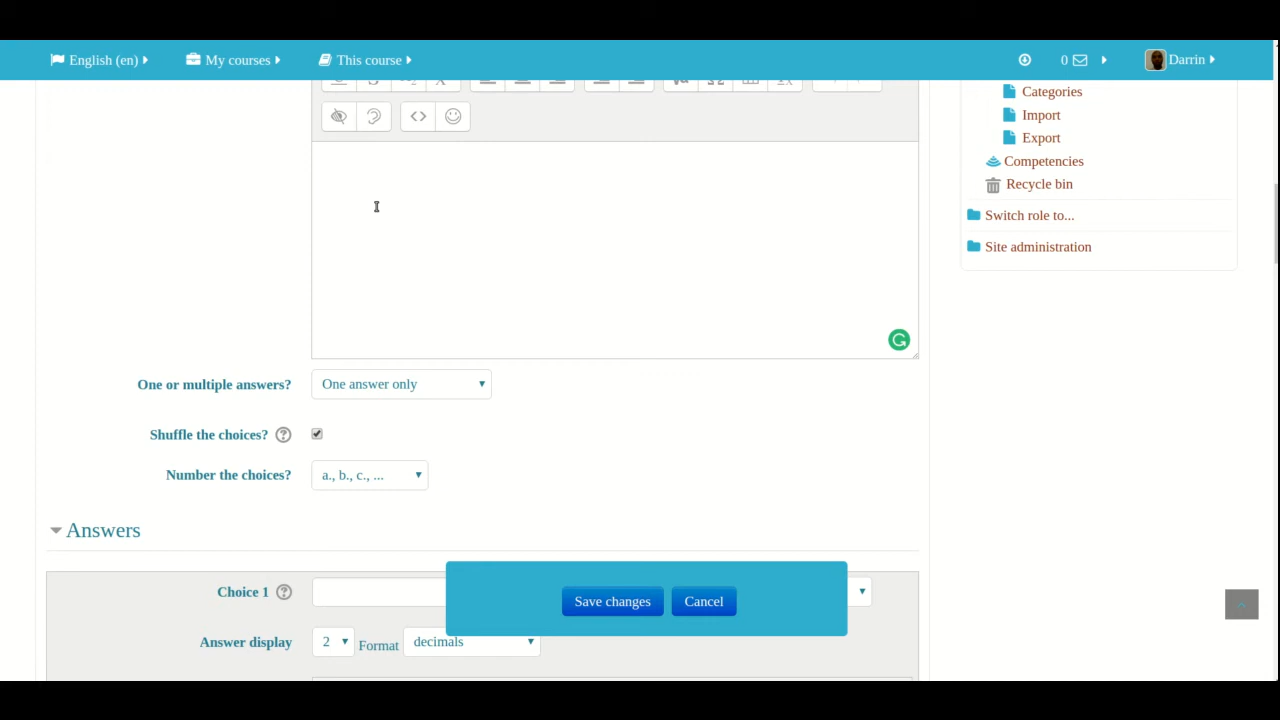 English (en) My courses This course 0 Darrin
Categories
Import
Export
Competencies
Recycle bin
Switch role to...
Site administration
One or multiple answers? One answer only
Shuffle the choices?
Number the choices? a., b., c., ...
Answers
Choice 1
Save changes Cancel
Answer display 2 Format decimals